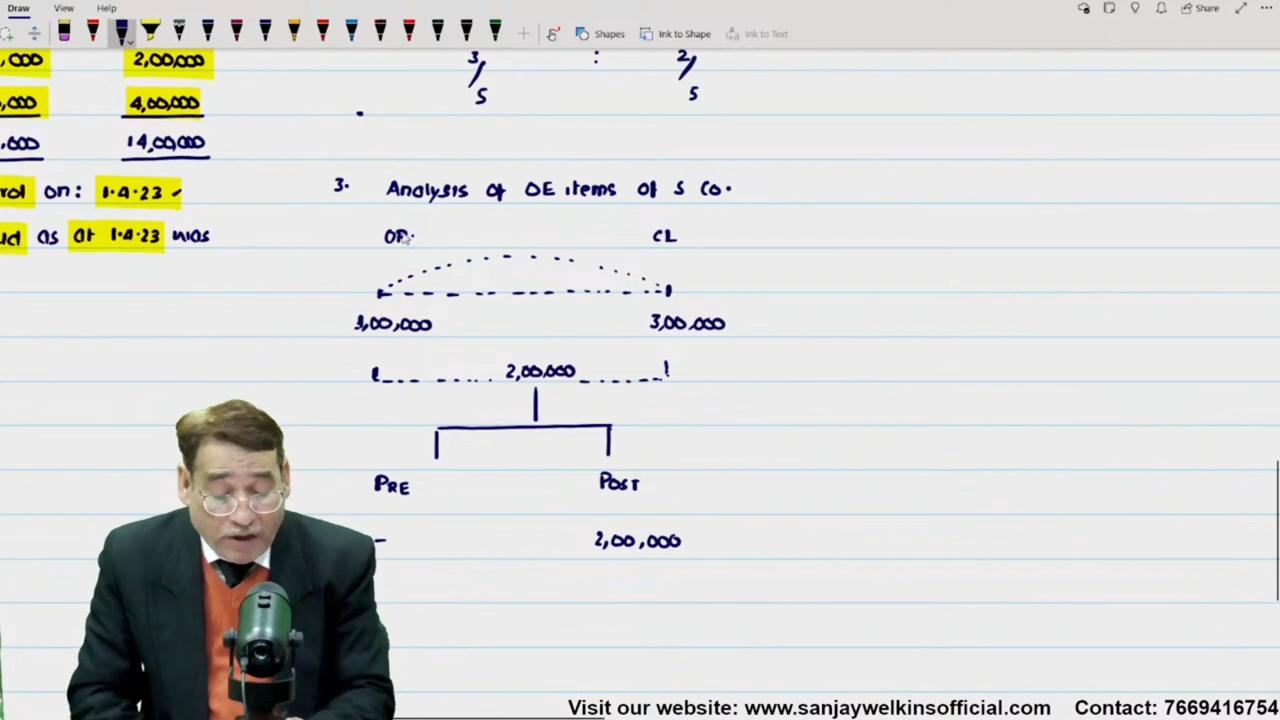 Draw View Help
Share
Shapes Ink to Shape Ink to Text
,000 2,00,000
,000 4,00,000
,000 14,00,000
3/5 : 2/5
rol on: 1.4.23 ✓
3. Analysis of OE items of S Co.
as at 1.4.23 was
OP. CL
1,00,000 3,00,000
2,00,000
PRE POST
- 2,00,000
Visit our website: www.sanjaywelkinsofficial.com Contact: 7669416754